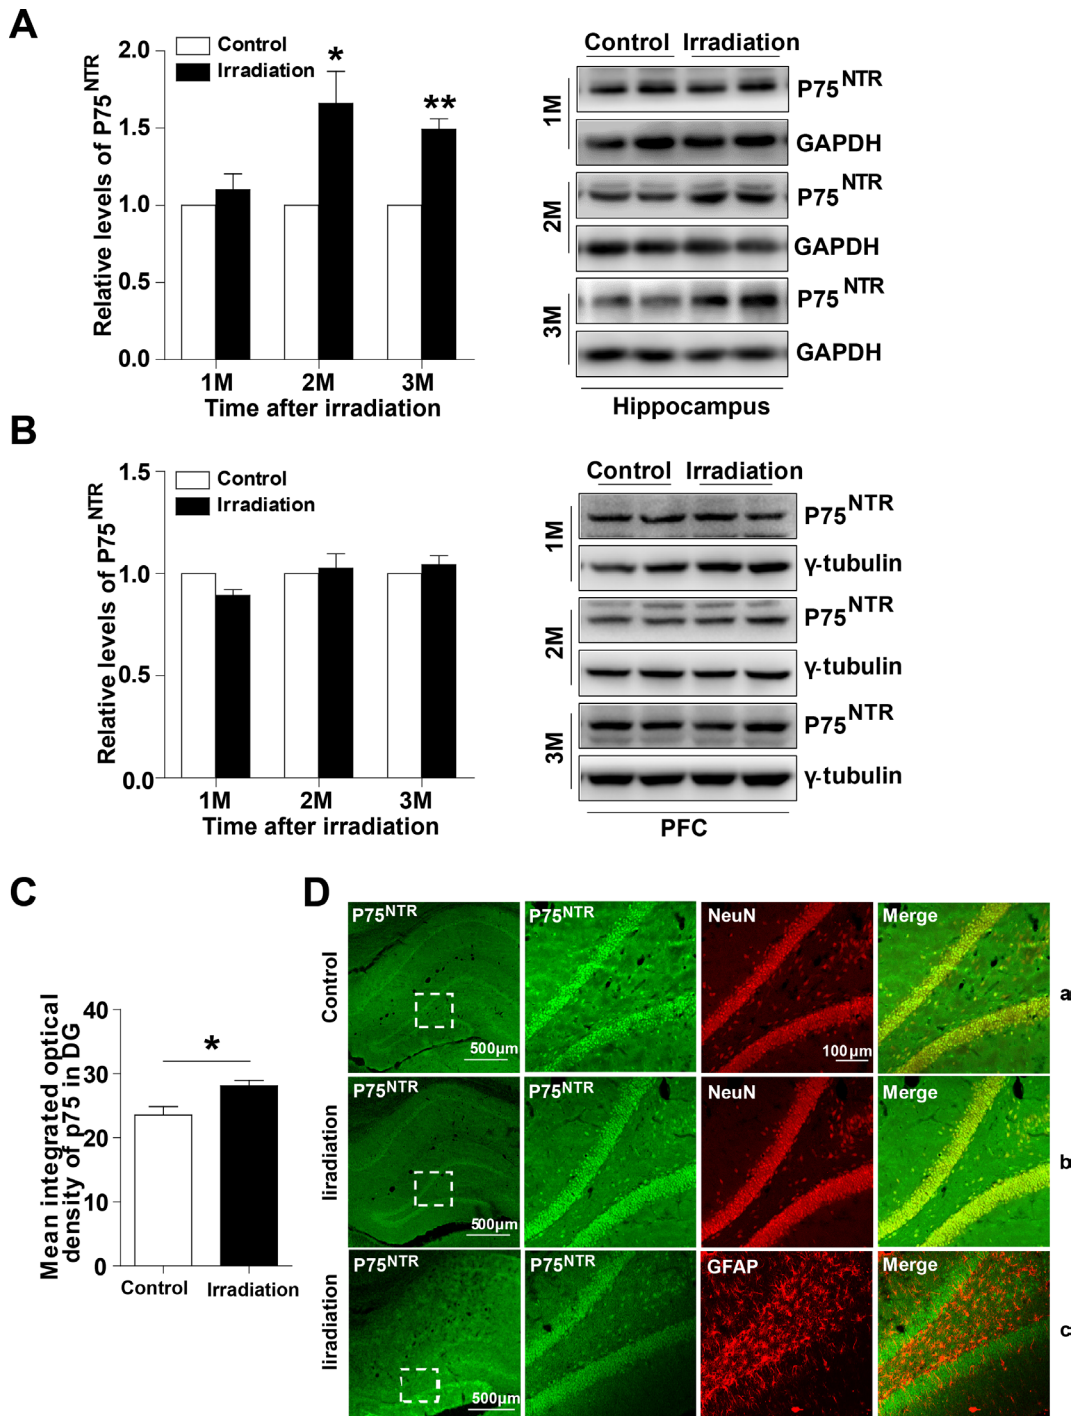 A
Relative levels of P75NTR
2.0
1.5
1.0
0.5
0.0
Control
Irradiation
*
**
1M
2M
3M
Time after irradiation
Control Irradiation
1M
P75NTR
GAPDH
2M
P75NTR
GAPDH
3M
P75NTR
GAPDH
Hippocampus
B
Relative levels of P75NTR
1.5
1.0
0.5
0.0
Control
Irradiation
1M
2M
3M
Time after irradiation
Control Irradiation
1M
P75NTR
γ-tubulin
2M
P75NTR
γ-tubulin
3M
P75NTR
γ-tubulin
PFC
C
Mean integrated optical
density of p75 in DG
40
30
20
10
0
*
Control
Irradiation
D
Control
P75NTR
500μm
P75NTR
NeuN
100μm
Merge
a
Iiradiation
P75NTR
500μm
P75NTR
NeuN
Merge
b
Iiradiation
P75NTR
500μm
P75NTR
GFAP
Merge
c